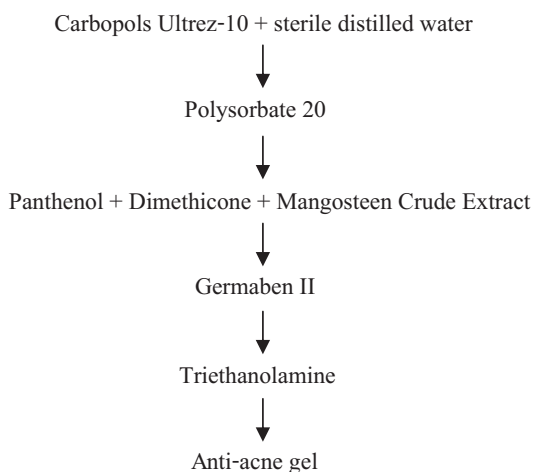 Carbopols Ultrez-10 + sterile distilled water
Polysorbate 20
Panthenol + Dimethicone + Mangosteen Crude Extract
Germaben II
Triethanolamine
Anti-acne gel